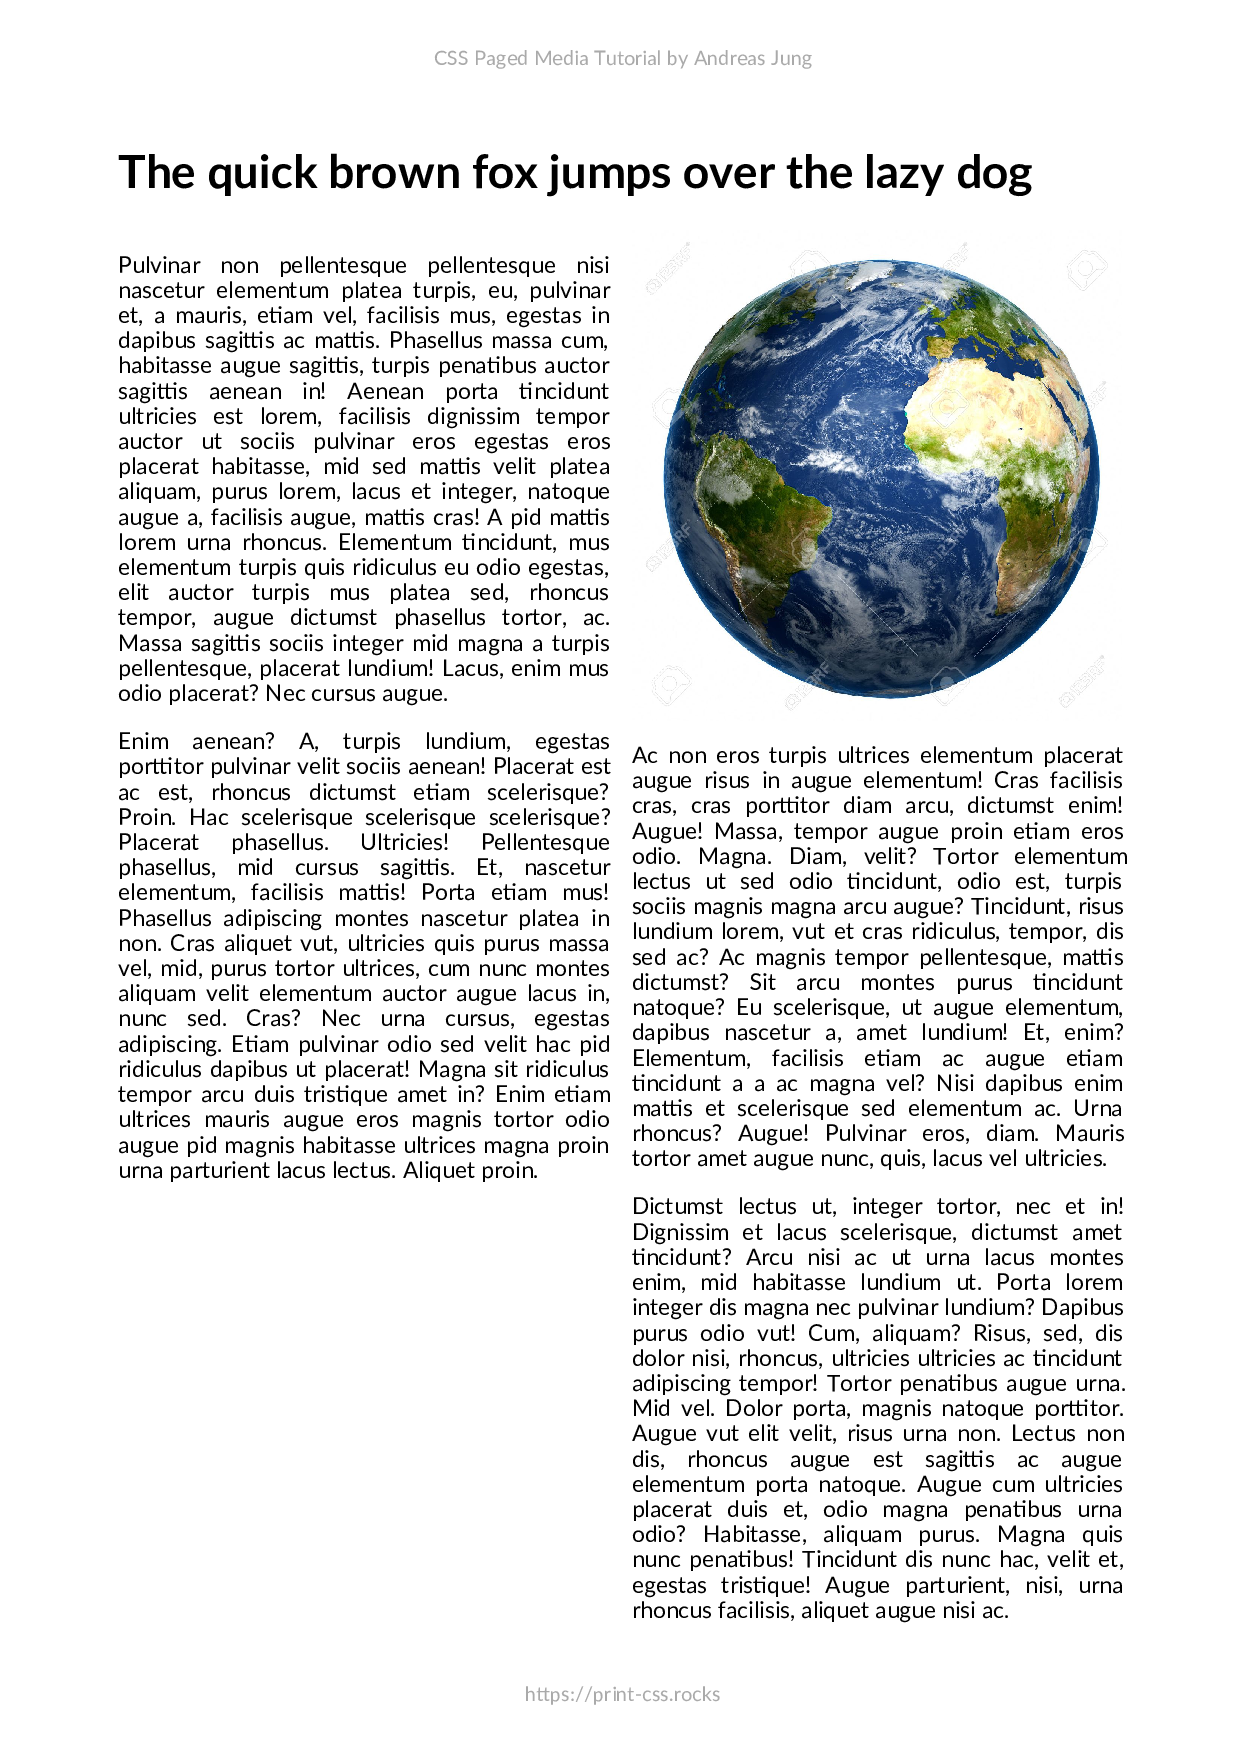 CSS Paged Media Tutorial by Andreas Jung
The quick brown fox jumps over the lazy dog
Pulvinar non pellentesque pellentesque nisi
nascetur elementum platea turpis, eu, pulvinar
et, a mauris, etiam vel, facilisis mus, egestas in
dapibus sagittis ac mattis. Phasellus massa cum,
habitasse augue sagittis, turpis penatibus auctor
sagittis aenean in! Aenean porta tincidunt
ultricies est lorem, facilisis dignissim tempor
auctor ut sociis pulvinar eros egestas eros
placerat habitasse, mid sed mattis velit platea
aliquam, purus lorem, lacus et integer, natoque
augue a, facilisis augue, mattis cras! A pid mattis
lorem urna rhoncus. Elementum tincidunt, mus
elementum turpis quis ridiculus eu odio egestas,
elit auctor turpis mus platea sed, rhoncus
tempor, augue dictumst phasellus tortor, ac.
Massa sagittis sociis integer mid magna a turpis
pellentesque, placerat lundium! Lacus, enim mus
odio placerat? Nec cursus augue.
Enim aenean? A, turpis lundium, egestas
porttitor pulvinar velit sociis aenean! Placerat est
ac est, rhoncus dictumst etiam scelerisque?
Proin. Hac scelerisque scelerisque scelerisque?
Placerat phasellus. Ultricies! Pellentesque
phasellus, mid cursus sagittis. Et, nascetur
elementum, facilisis mattis! Porta etiam mus!
Phasellus adipiscing montes nascetur platea in
non. Cras aliquet vut, ultricies quis purus massa
vel, mid, purus tortor ultrices, cum nunc montes
aliquam velit elementum auctor augue lacus in,
nunc sed. Cras? Nec urna cursus, egestas
adipiscing. Etiam pulvinar odio sed velit hac pid
ridiculus dapibus ut placerat! Magna sit ridiculus
tempor arcu duis tristique amet in? Enim etiam
ultrices mauris augue eros magnis tortor odio
augue pid magnis habitasse ultrices magna proin
urna parturient lacus lectus. Aliquet proin.
Ac non eros turpis ultrices elementum placerat
augue risus in augue elementum! Cras facilisis
cras, cras porttitor diam arcu, dictumst enim!
Augue! Massa, tempor augue proin etiam eros
odio. Magna. Diam, velit? Tortor elementum
lectus ut sed odio tincidunt, odio est, turpis
sociis magnis magna arcu augue? Tincidunt, risus
lundium lorem, vut et cras ridiculus, tempor, dis
sed ac? Ac magnis tempor pellentesque, mattis
dictumst? Sit arcu montes purus tincidunt
natoque? Eu scelerisque, ut augue elementum,
dapibus nascetur a, amet lundium! Et, enim?
Elementum, facilisis etiam ac augue etiam
tincidunt a a ac magna vel? Nisi dapibus enim
mattis et scelerisque sed elementum ac. Urna
rhoncus? Augue! Pulvinar eros, diam. Mauris
tortor amet augue nunc, quis, lacus vel ultricies.
Dictumst lectus ut, integer tortor, nec et in!
Dignissim et lacus scelerisque, dictumst amet
tincidunt? Arcu nisi ac ut urna lacus montes
enim, mid habitasse lundium ut. Porta lorem
integer dis magna nec pulvinar lundium? Dapibus
purus odio vut! Cum, aliquam? Risus, sed, dis
dolor nisi, rhoncus, ultricies ultricies ac tincidunt
adipiscing tempor! Tortor penatibus augue urna.
Mid vel. Dolor porta, magnis natoque porttitor.
Augue vut elit velit, risus urna non. Lectus non
dis, rhoncus augue est sagittis ac augue
elementum porta natoque. Augue cum ultricies
placerat duis et, odio magna penatibus urna
odio? Habitasse, aliquam purus. Magna quis
nunc penatibus! Tincidunt dis nunc hac, velit et,
egestas tristique! Augue parturient, nisi, urna
rhoncus facilisis, aliquet augue nisi ac.
https://print-css.rocks